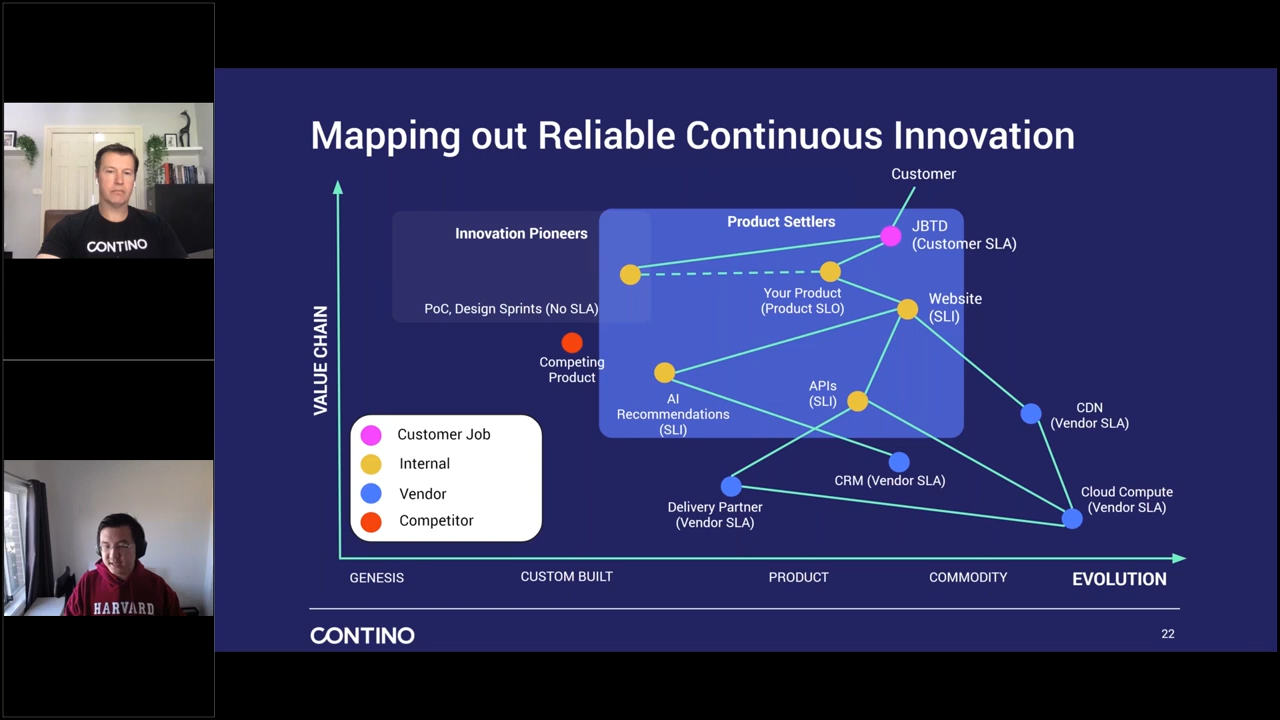 CONTINO
HARVARD
Mapping out Reliable Continuous Innovation
Customer
Innovation Pioneers
Product Settlers
JBTD
(Customer SLA)
PoC, Design Sprints (No SLA)
Your Product
(Product SLO)
Website
(SLI)
Competing
Product
AI
Recommendations
(SLI)
APIs
(SLI)
CDN
(Vendor SLA)
CRM (Vendor SLA)
Delivery Partner
(Vendor SLA)
Cloud Compute
(Vendor SLA)
VALUE CHAIN
Customer Job
Internal
Vendor
Competitor
GENESIS
CUSTOM BUILT
PRODUCT
COMMODITY
EVOLUTION
CONTINO
22